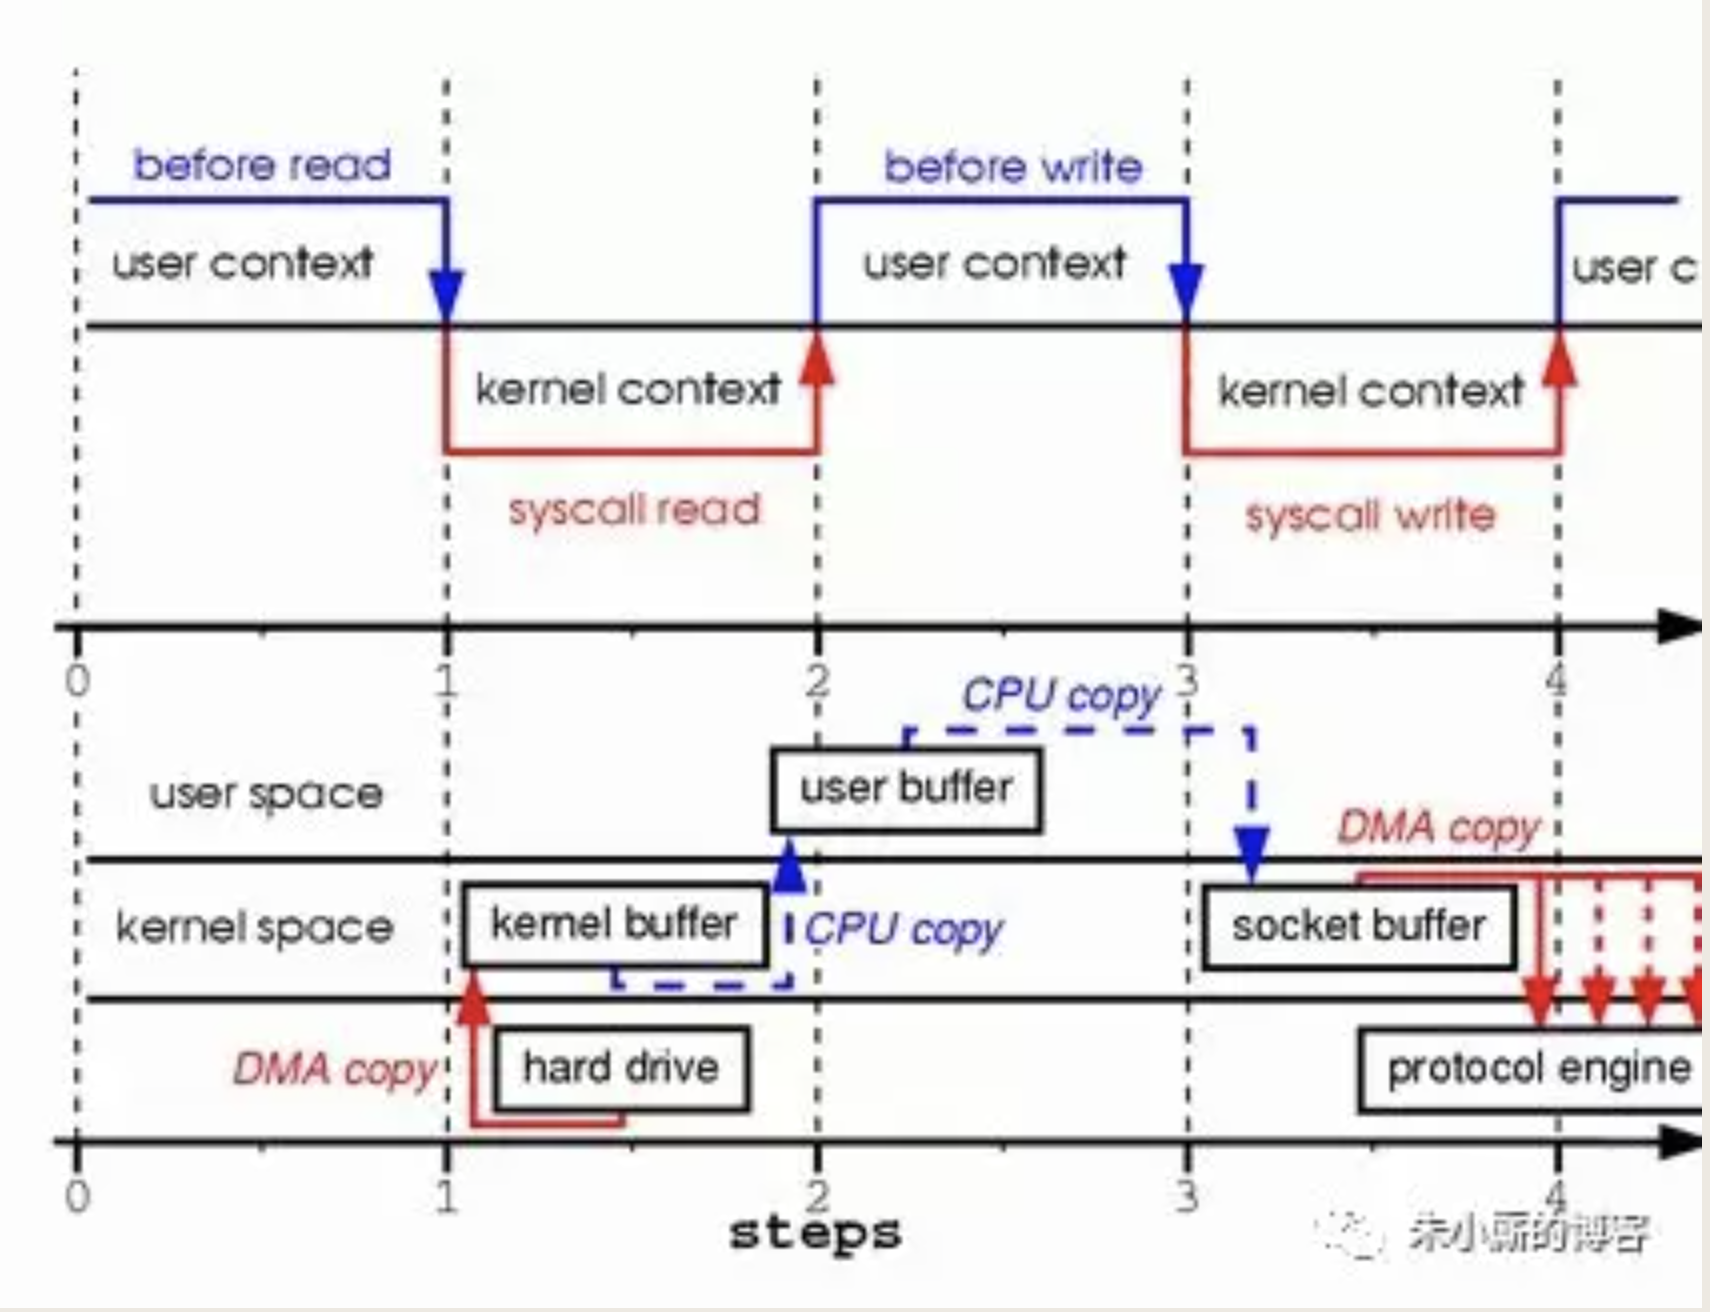 before read
before write
user context
user context
user c
kernel context
kernel context
syscall read
syscall write
0 1 2 3 4
CPU copy
user buffer
user space
DMA copy
kernel buffer
socket buffer
kernel space
CPU copy
hard drive
protocol engine
DMA copy
0 1 2 3 4
steps
朱小厮的博客